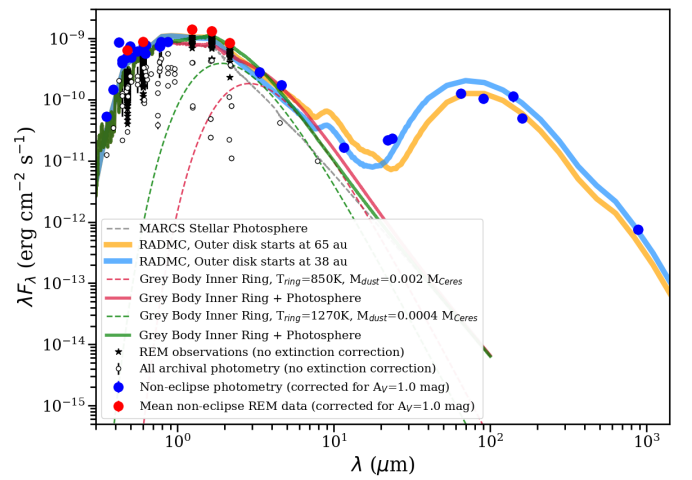 10⁻⁹
10⁻¹⁰
10⁻¹¹
10⁻¹²
10⁻¹³
10⁻¹⁴
10⁻¹⁵
λF_λ (erg cm⁻² s⁻¹)
MARCS Stellar Photosphere
RADMC, Outer disk starts at 65 au
RADMC, Outer disk starts at 38 au
Grey Body Inner Ring, T_ring=850K, M_dust=0.002 M_Ceres
Grey Body Inner Ring + Photosphere
Grey Body Inner Ring, T_ring=1270K, M_dust=0.0004 M_Ceres
Grey Body Inner Ring + Photosphere
REM observations (no extinction correction)
All archival photometry (no extinction correction)
Non-eclipse photometry (corrected for A_V=1.0 mag)
Mean non-eclipse REM data (corrected for A_V=1.0 mag)
10⁰ 10¹ 10² 10³
λ (μm)